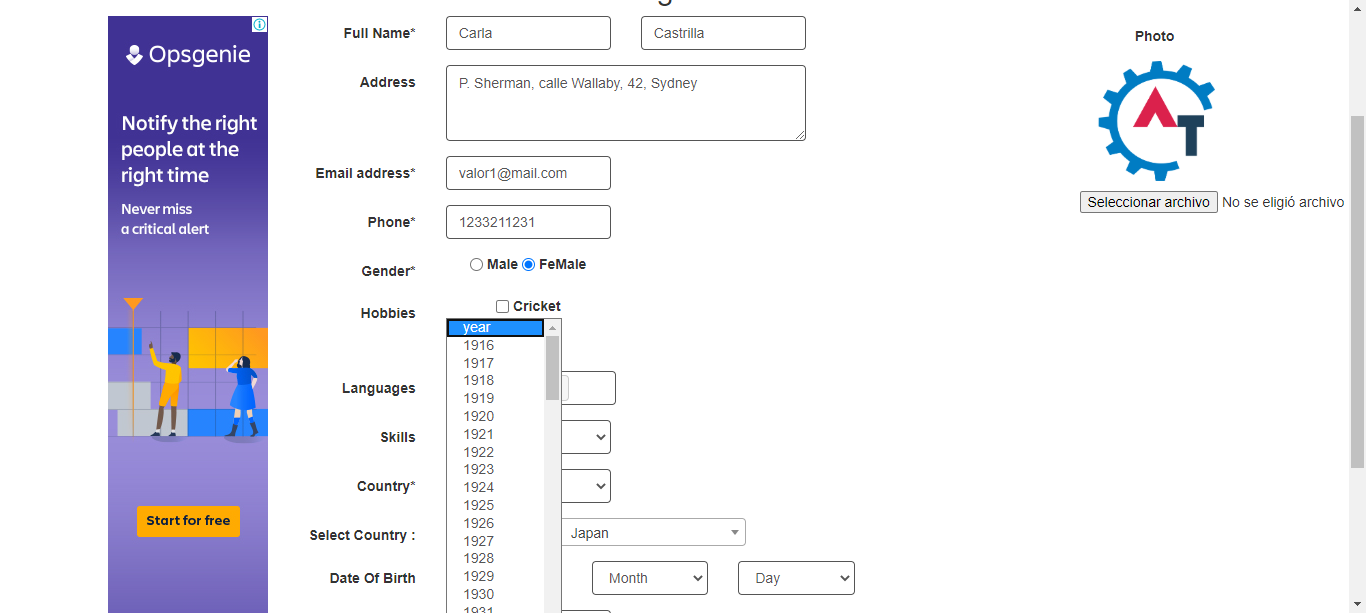 Opsgenie
Notify the right
people at the
right time
Never miss
a critical alert
Start for free
Full Name* Carla Castrilla
Address P. Sherman, calle Wallaby, 42, Sydney
Email address* valor1@mail.com
Phone* 1233211231
Gender* Male FeMale
Hobbies Cricket
year
1916
1917
1918
1919
1920
1921
1922
1923
1924
1925
1926
1927
1928
1929
1930
1931
Languages
Skills
Country*
Select Country : Japan
Date Of Birth Month Day
Photo
AT
Seleccionar archivo No se eligió archivo